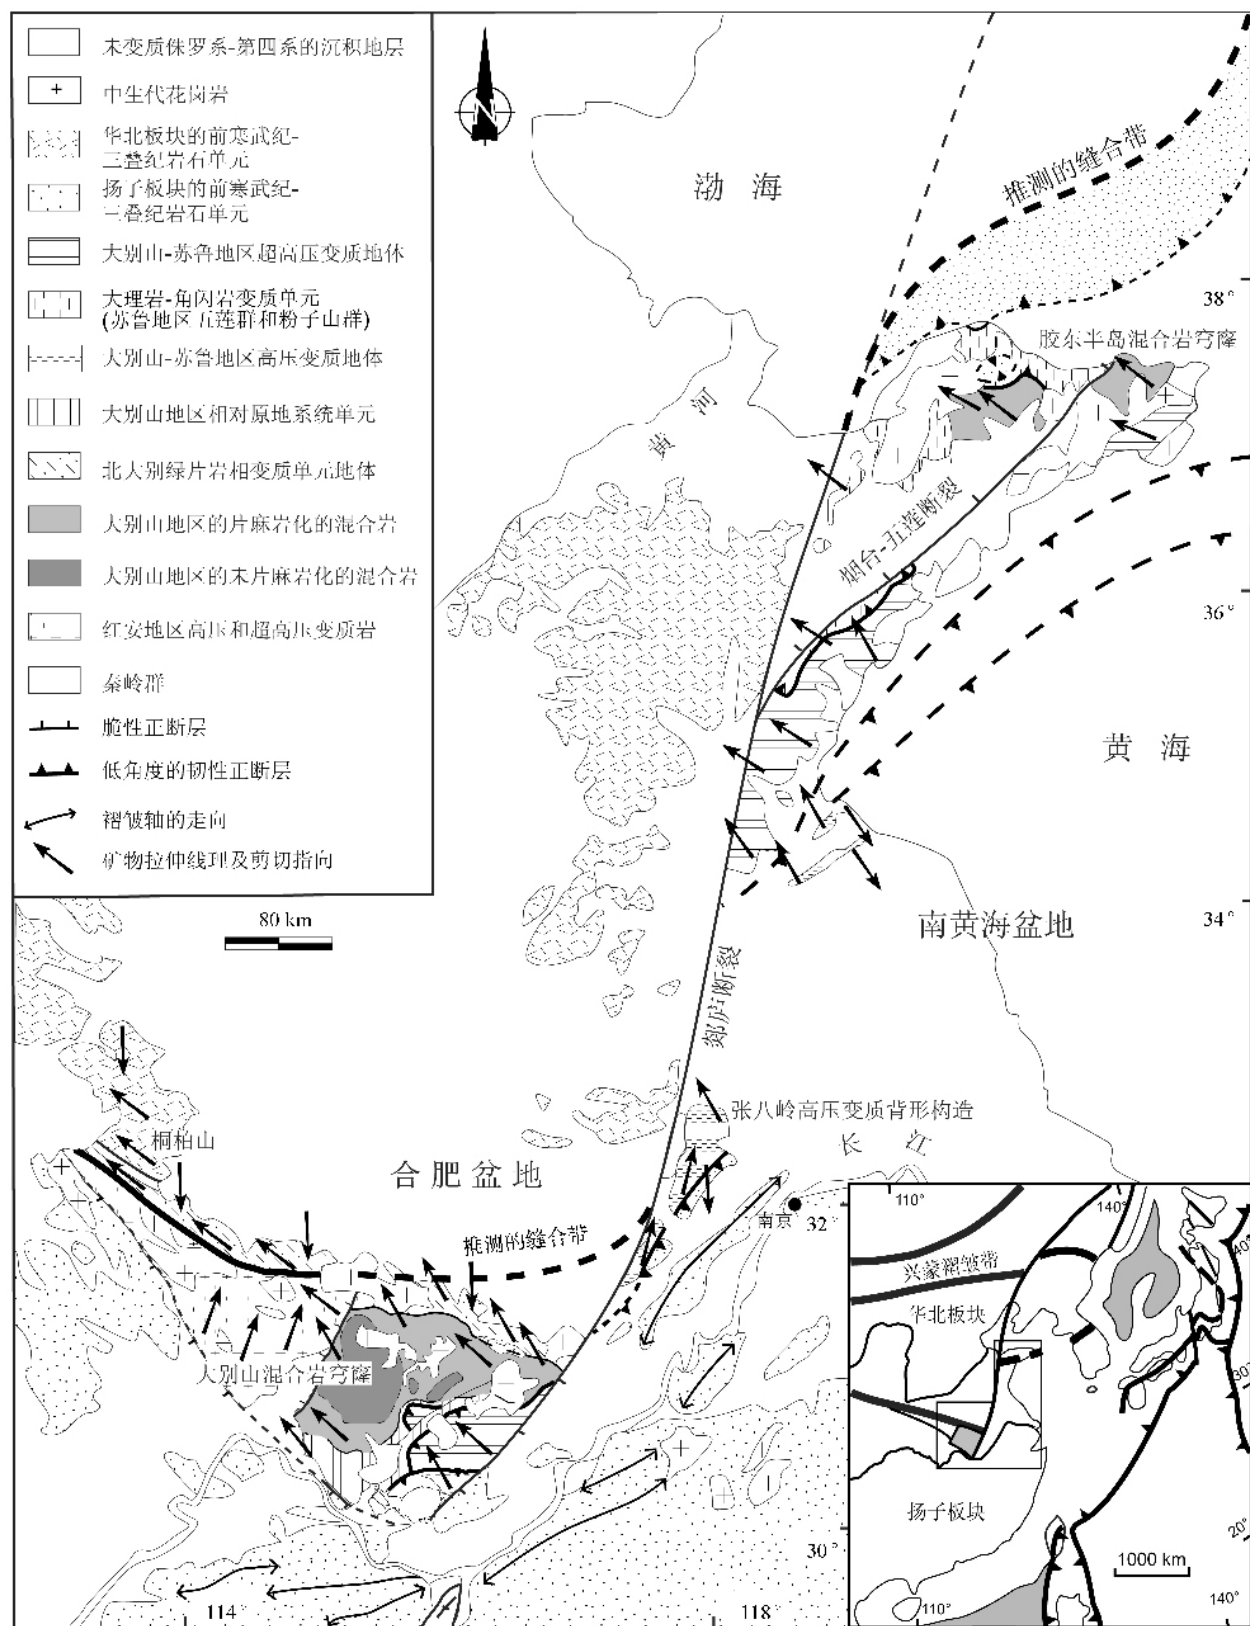 未变质侏罗系-第四系的沉积地层
中生代花岗岩
华北板块的前寒武纪-
三叠纪岩石单元
扬子板块的前寒武纪-
三叠纪岩石单元
大别山-苏鲁地区超高压变质地体
大理岩-角闪岩变质单元
(苏鲁地区五莲群和粉子山群)
大别山-苏鲁地区高压变质地体
大别山地区相对原地系统单元
北大别绿片岩相变质单元地体
大别山地区的片麻岩化的混合岩
大别山地区的未片麻岩化的混合岩
红安地区高压和超高压变质岩
秦岭群
脆性正断层
低角度的韧性正断层
褶皱轴的走向
矿物拉伸线理及剪切指向
N
80 km
渤海
推测的缝合带
38°
胶东半岛混合岩穹窿
黄河
烟台-五莲断裂
36°
黄海
南黄海盆地
34°
郯庐断裂
张八岭高压变质背形构造
长江
桐柏山
合肥盆地
南京
32°
推测的缝合带
大别山混合岩穹窿
30°
114°
118°
110°
140°
40°
兴蒙褶皱带
华北板块
30°
扬子板块
20°
1000 km
110°
140°